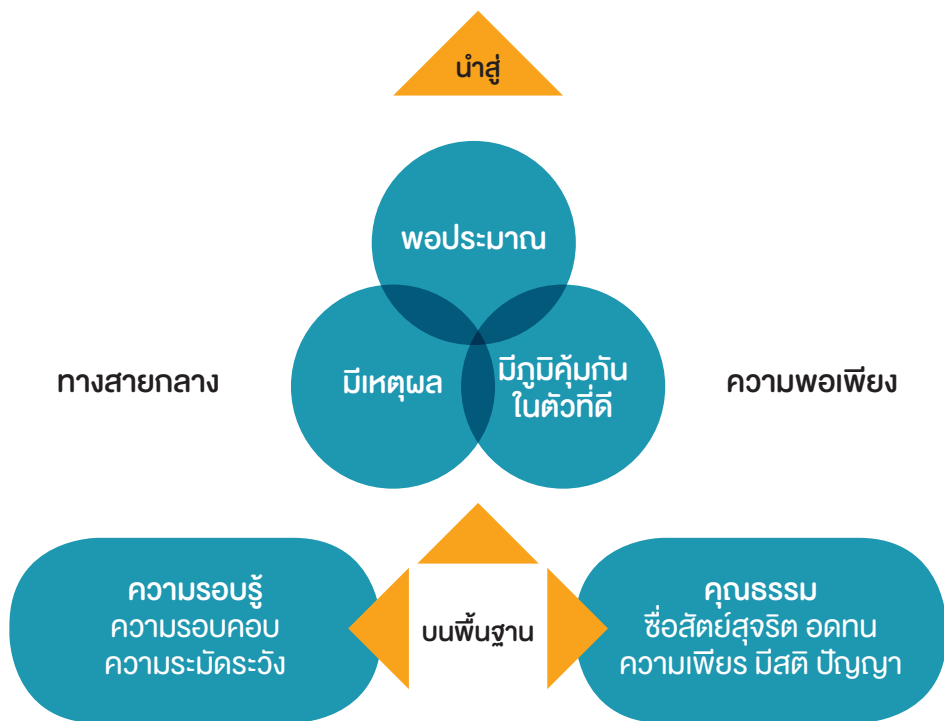 นำสู่
พอประมาณ
ทางสายกลาง
มีเหตุผล
มีภูมิคุ้มกัน
ในตัวที่ดี
ความพอเพียง
ความรอบรู้
ความรอบคอบ
ความระมัดระวัง
บนพื้นฐาน
คุณธรรม
ซื่อสัตย์สุจริต อดทน
ความเพียร มีสติ ปัญญา